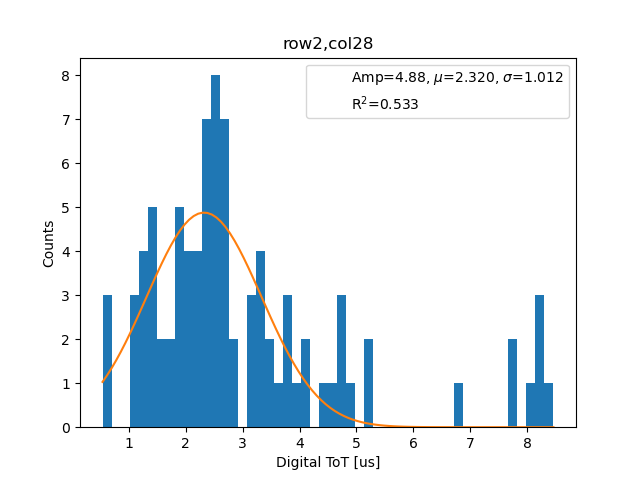 row2,col28
Amp=4.88, μ=2.320, σ=1.012
R²=0.533
Counts
8
7
6
5
4
3
2
1
0
1 2 3 4 5 6 7 8
Digital ToT [us]